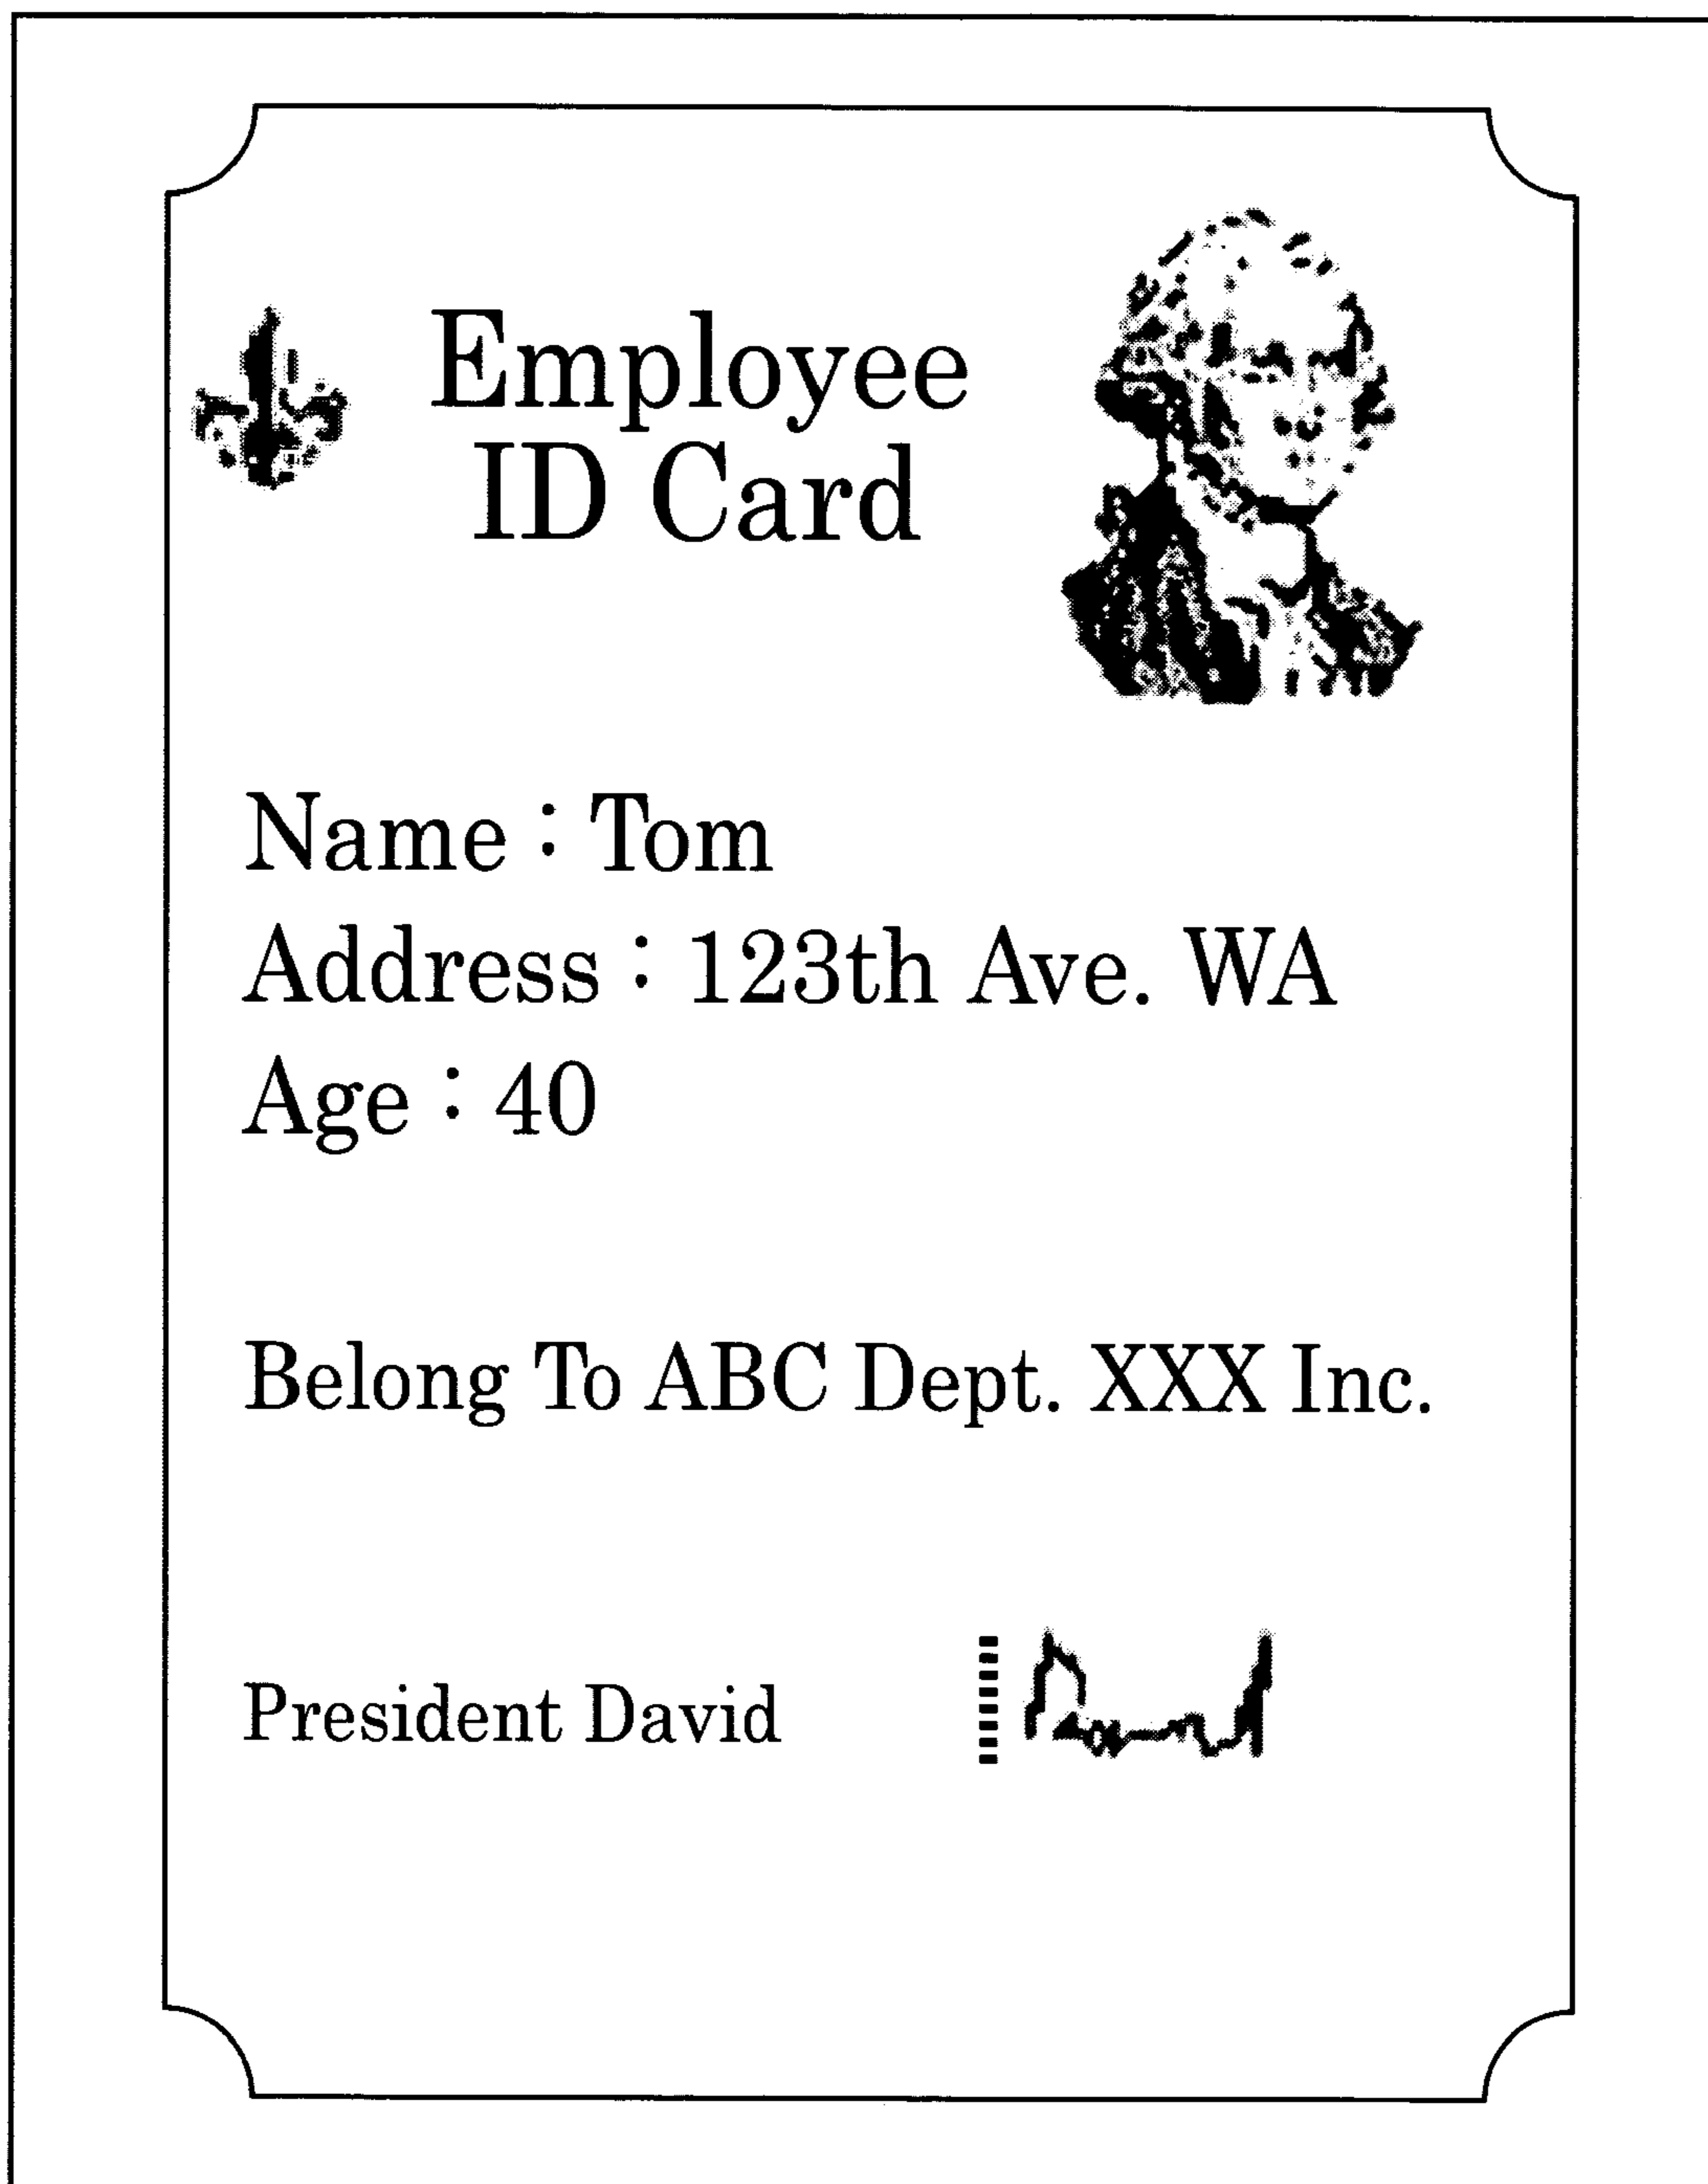 Employee
ID Card
Name : Tom
Address : 123th Ave. WA
Age : 40
Belong To ABC Dept. XXX Inc.
President David